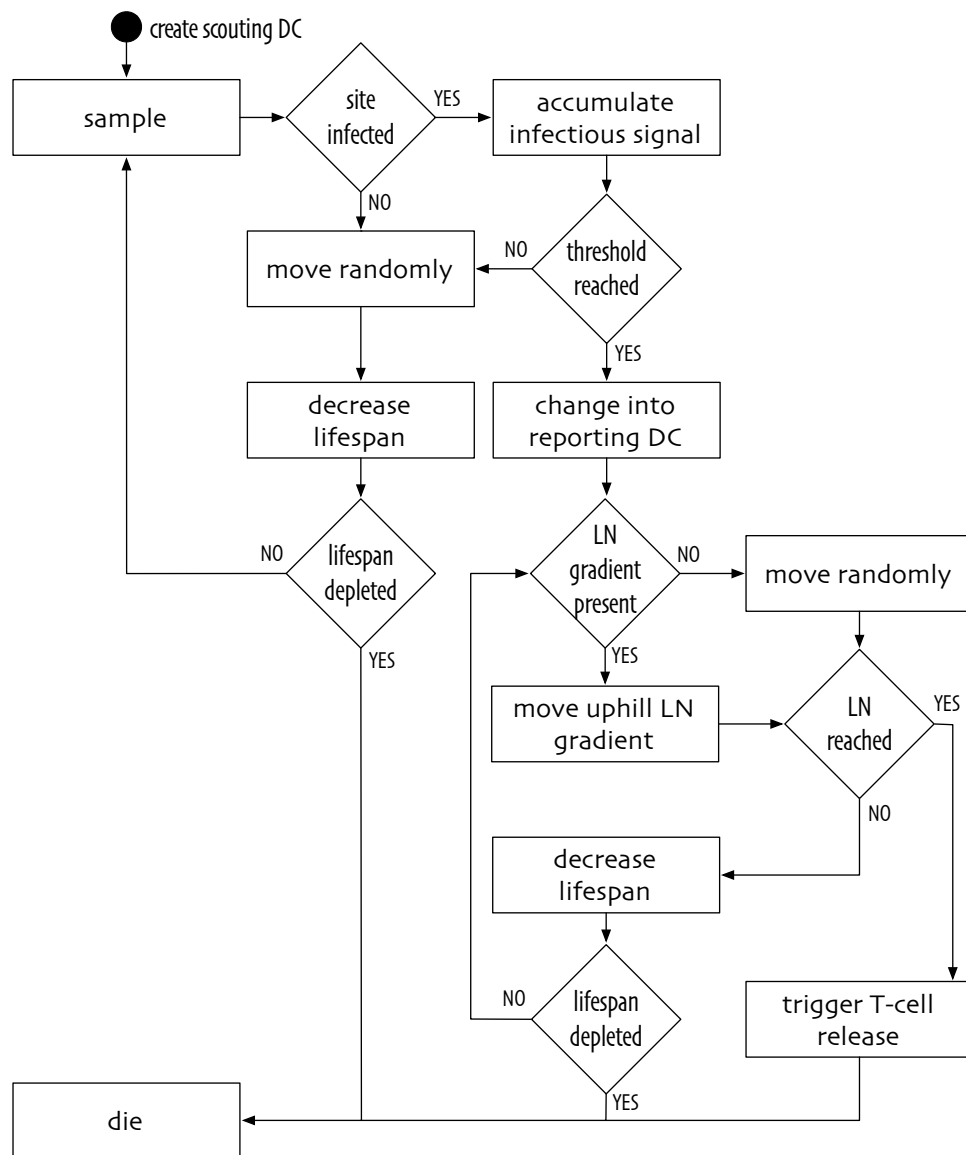 create scouting DC
sample
site
infected
YES
accumulate
infectious signal
NO
move randomly
NO
threshold
reached
YES
decrease
lifespan
change into
reporting DC
NO
lifespan
depleted
YES
LN
gradient
present
NO
move randomly
YES
move uphill LN
gradient
LN
reached
YES
NO
decrease
lifespan
NO
lifespan
depleted
YES
trigger T-cell
release
die